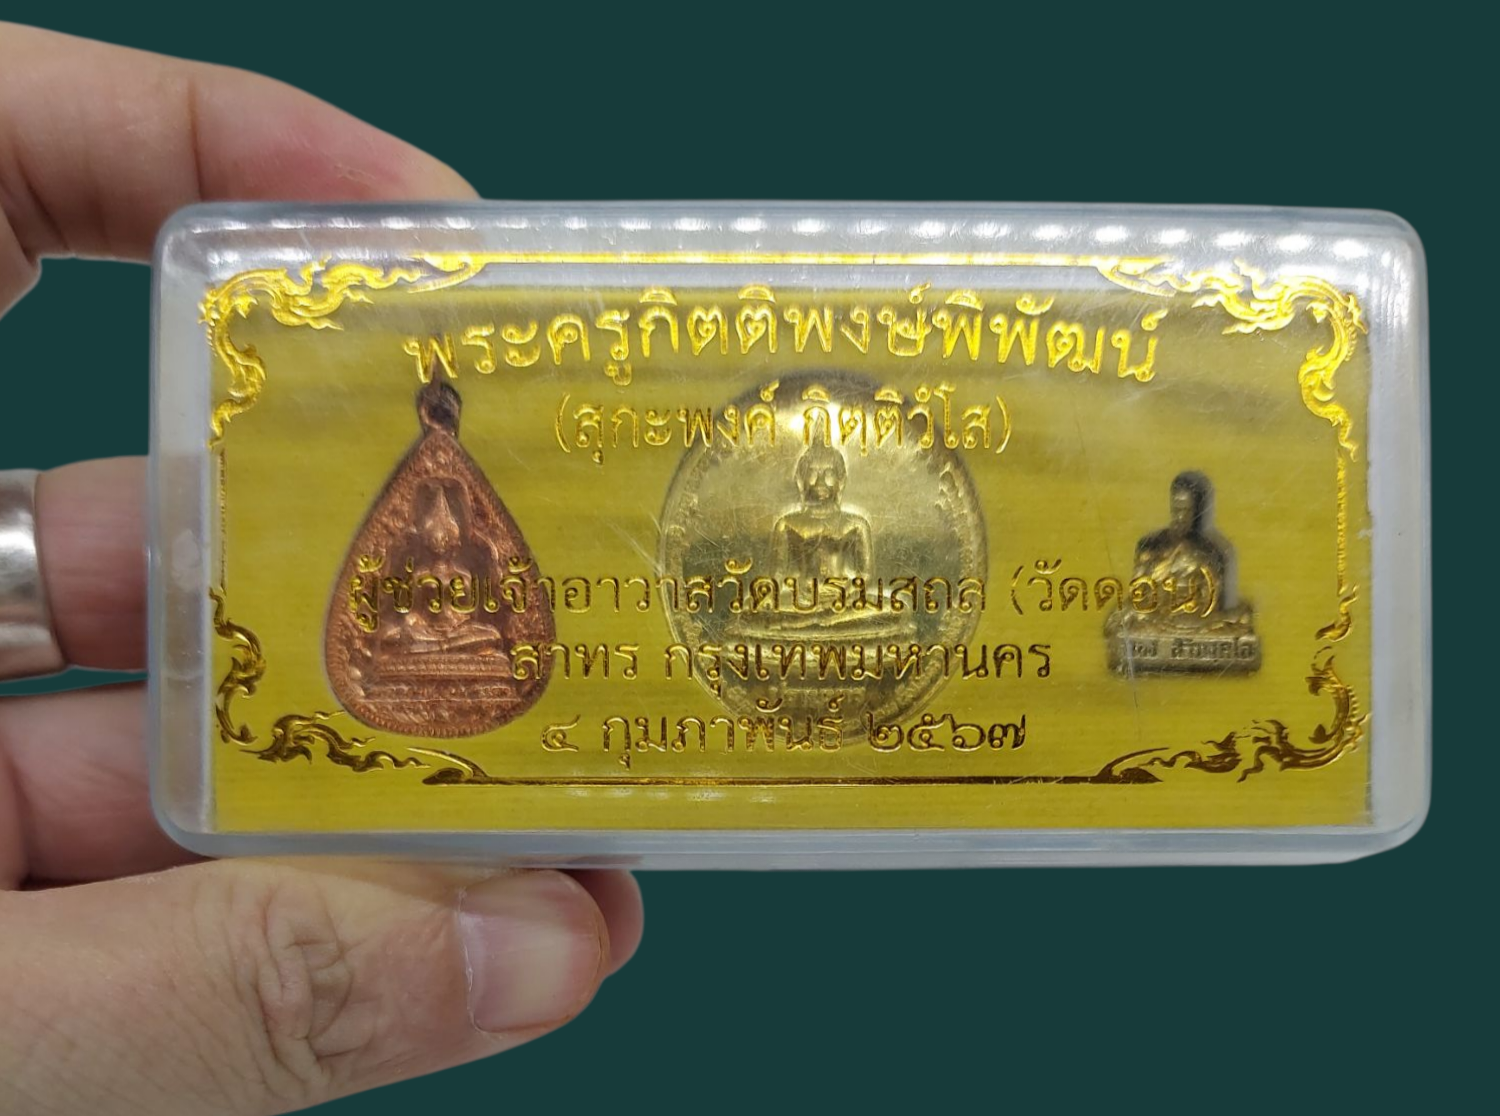 พระครูกิตติพงษ์พิพัฒน์
(สุกะพงศ์ กิตฺติวํโส)
ผู้ช่วยเจ้าอาวาสวัดบรมสถล (วัดดอน)
สาทร กรุงเทพมหานคร
๔ กุมภาพันธ์ ๒๕๖๗